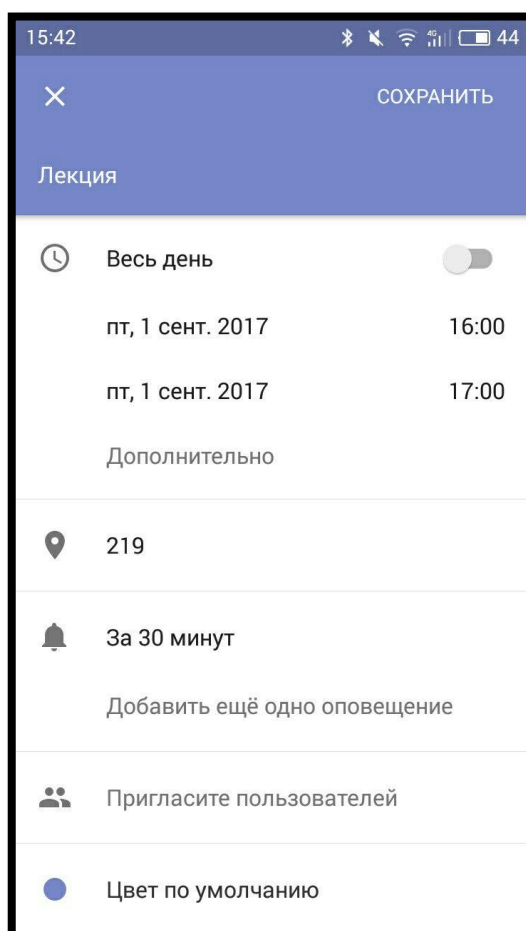 15:42 4G 44
СОХРАНИТЬ
Лекция
Весь день
пт, 1 сент. 2017 16:00
пт, 1 сент. 2017 17:00
Дополнительно
219
За 30 минут
Добавить ещё одно оповещение
Пригласите пользователей
Цвет по умолчанию